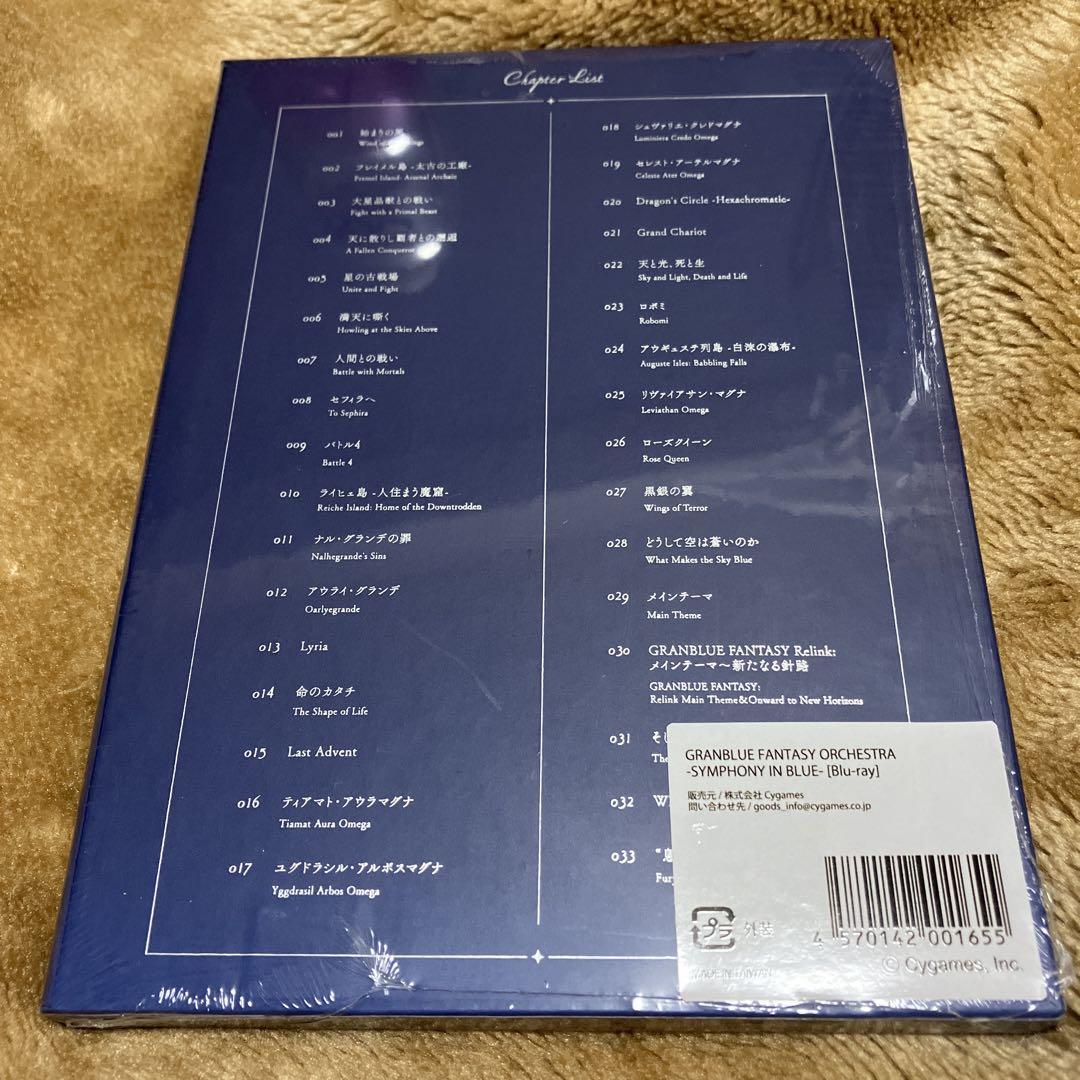 Chapter List
001 始まりの
Wind
002 フレイメル島 -太古の工廠-
Fremel Island: Arsenal Archaic
003 大星晶獣との戦い
Fight with a Primal Beast
004 天に散りし覇者との邂逅
A Fallen Conqueror
005 星の古戦場
Unite and Fight
006 満天に嘶く
Howling at the Skies Above
007 人間との戦い
Battle with Mortals
008 セフィラへ
To Sephira
009 バトル4
Battle 4
010 ライヒェ島 -人住まう魔窟-
Reiche Island: Home of the Downtrodden
011 ナル・グランデの罪
Nalhegrande's Sins
012 アウライ・グランデ
Oarlyegrande
013 Lyria
014 命のカタチ
The Shape of Life
015 Last Advent
016 ティアマト・アウラマグナ
Tiamat Aura Omega
017 ユグドラシル・アルボスマグナ
Yggdrasil Arbos Omega
018 シュヴァリエ・クレドマグナ
Luminiera Credo Omega
019 セレスト・アーテルマグナ
Celeste Ater Omega
020 Dragon's Circle -Hexachromatic-
021 Grand Chariot
022 天と光、死と生
Sky and Light, Death and Life
023 ロボミ
Robomi
024 アウギュステ列島 -白沫の瀑布-
Auguste Isles: Babbling Falls
025 リヴァイアサン・マグナ
Leviathan Omega
026 ローズクイーン
Rose Queen
027 黒銀の翼
Wings of Terror
028 どうして空は蒼いのか
What Makes the Sky Blue
029 メインテーマ
Main Theme
030 GRANBLUE FANTASY Relink:
メインテーマ～新たなる針路
GRANBLUE FANTASY:
Relink Main Theme&Onward to New Horizons
031 そし
The
032 W
033
Fur
GRANBLUE FANTASY ORCHESTRA
-SYMPHONY IN BLUE- [Blu-ray]
販売元 / 株式会社 Cygames
問い合わせ先 / goods_info@cygames.co.jp
プラ 外装
4 570142 001655
MADE IN TAIWAN
© Cygames, Inc.